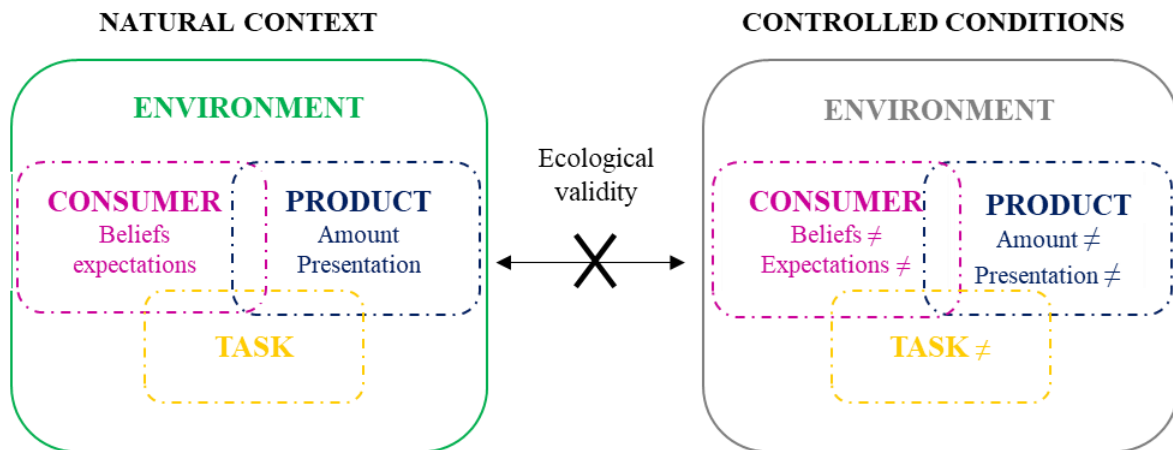 NATURAL CONTEXT
ENVIRONMENT
CONSUMER
Beliefs
expectations
PRODUCT
Amount
Presentation
TASK
Ecological
validity
CONTROLLED CONDITIONS
ENVIRONMENT
CONSUMER
Beliefs ≠
Expectations ≠
PRODUCT
Amount ≠
Presentation ≠
TASK ≠